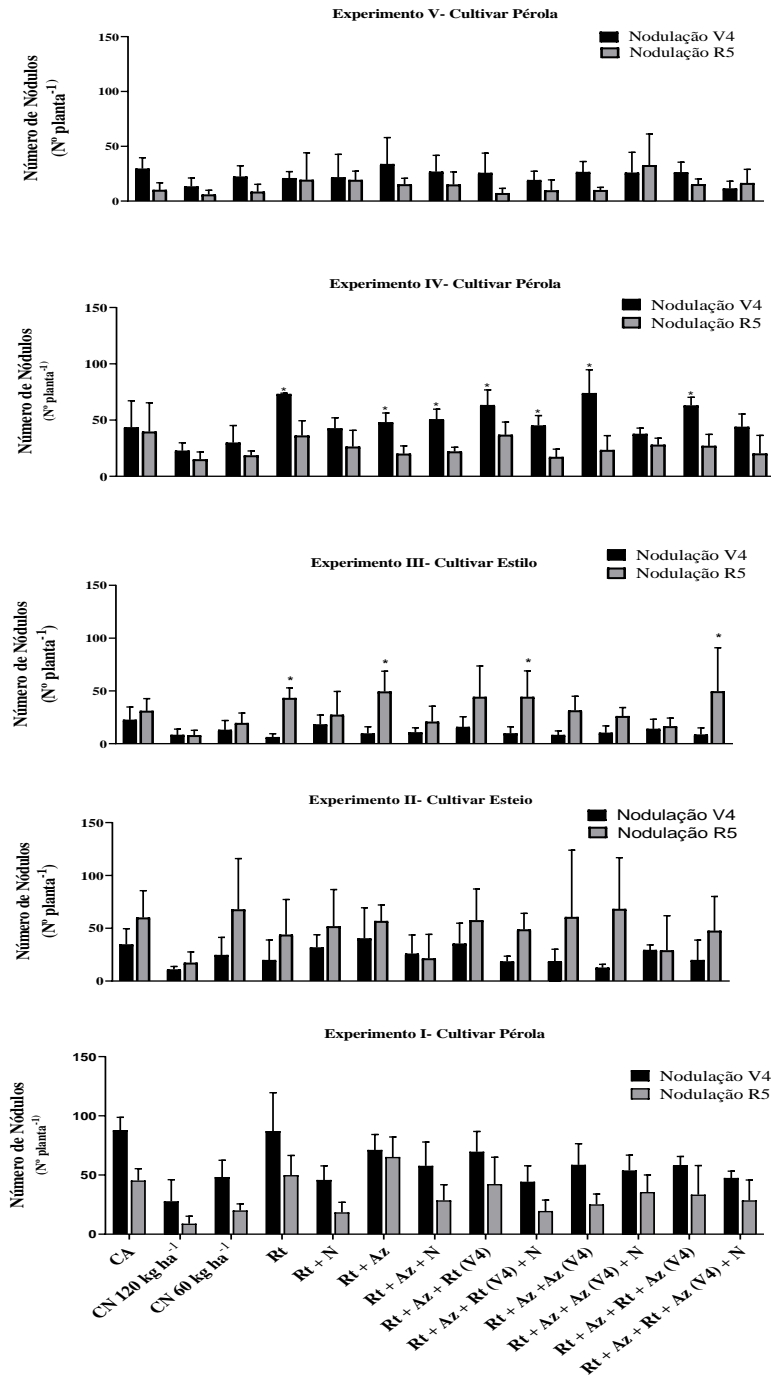 Experimento V- Cultivar Pérola
Nodulação V4
Nodulação R5
Número de Nódulos
(Nº planta-1)
150
100
50
0
Experimento IV- Cultivar Pérola
Nodulação V4
Nodulação R5
Número de Nódulos
(Nº planta-1)
150
100
50
0
* * * * * * *
Experimento III- Cultivar Estilo
Nodulação V4
Nodulação R5
Número de Nódulos
(Nº planta-1)
150
100
50
0
* * * *
Experimento II- Cultivar Esteio
Nodulação V4
Nodulação R5
Número de Nódulos
(Nº planta-1)
150
100
50
0
Experimento I- Cultivar Pérola
Nodulação V4
Nodulação R5
Número de Nódulos
(Nº planta-1)
150
100
50
0
CA
CN 120 kg ha-1
CN 60 kg ha-1
Rt
Rt + N
Rt + Az
Rt + Az + N
Rt + Az + Rt (V4)
Rt + Az + Rt (V4) + N
Rt + Az +Az (V4)
Rt + Az + Az (V4) + N
Rt + Az + Rt + Az (V4)
Rt + Az + Rt + Az (V4) + N